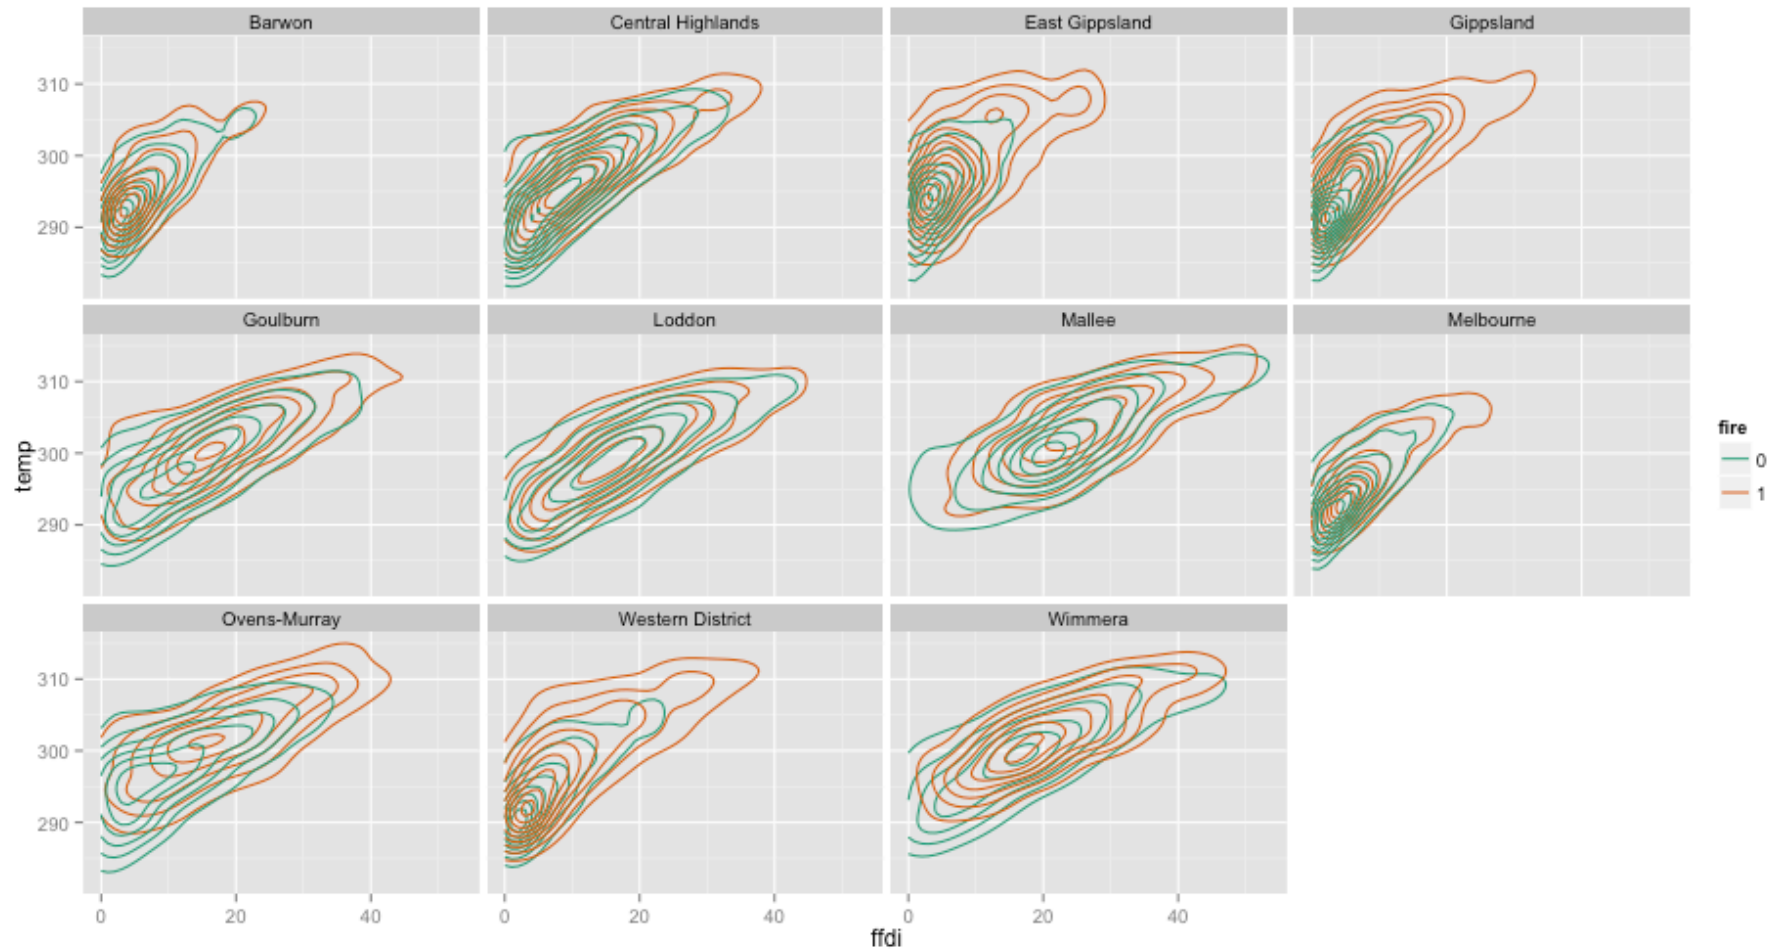 Barwon
Central Highlands
East Gippsland
Gippsland
310
300
290
Goulburn
Loddon
Mallee
Melbourne
310
300
290
temp
fire
0
1
Ovens-Murray
Western District
Wimmera
310
300
290
0 20 40
0 20 40
0 20 40
ffdi